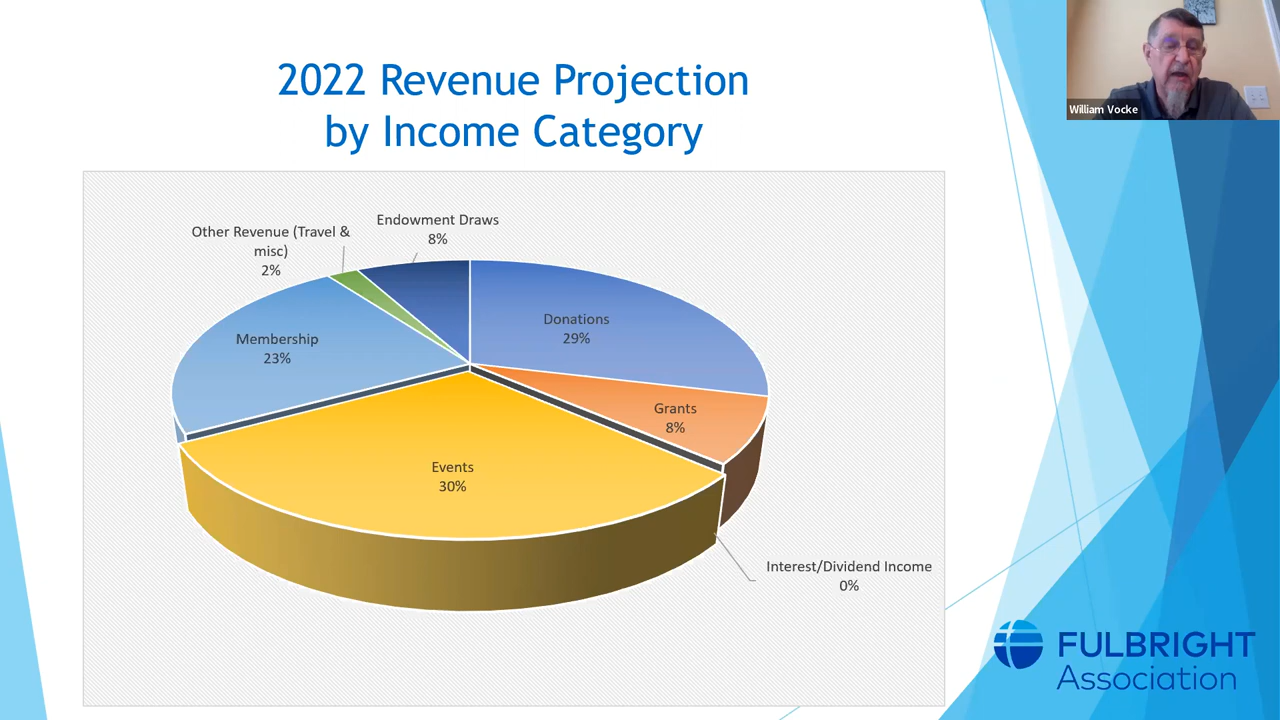 2022 Revenue Projection
by Income Category
William Vocke
Other Revenue (Travel &
misc)
2%
Endowment Draws
8%
Donations
29%
Membership
23%
Grants
8%
Events
30%
Interest/Dividend Income
0%
FULBRIGHT
Association